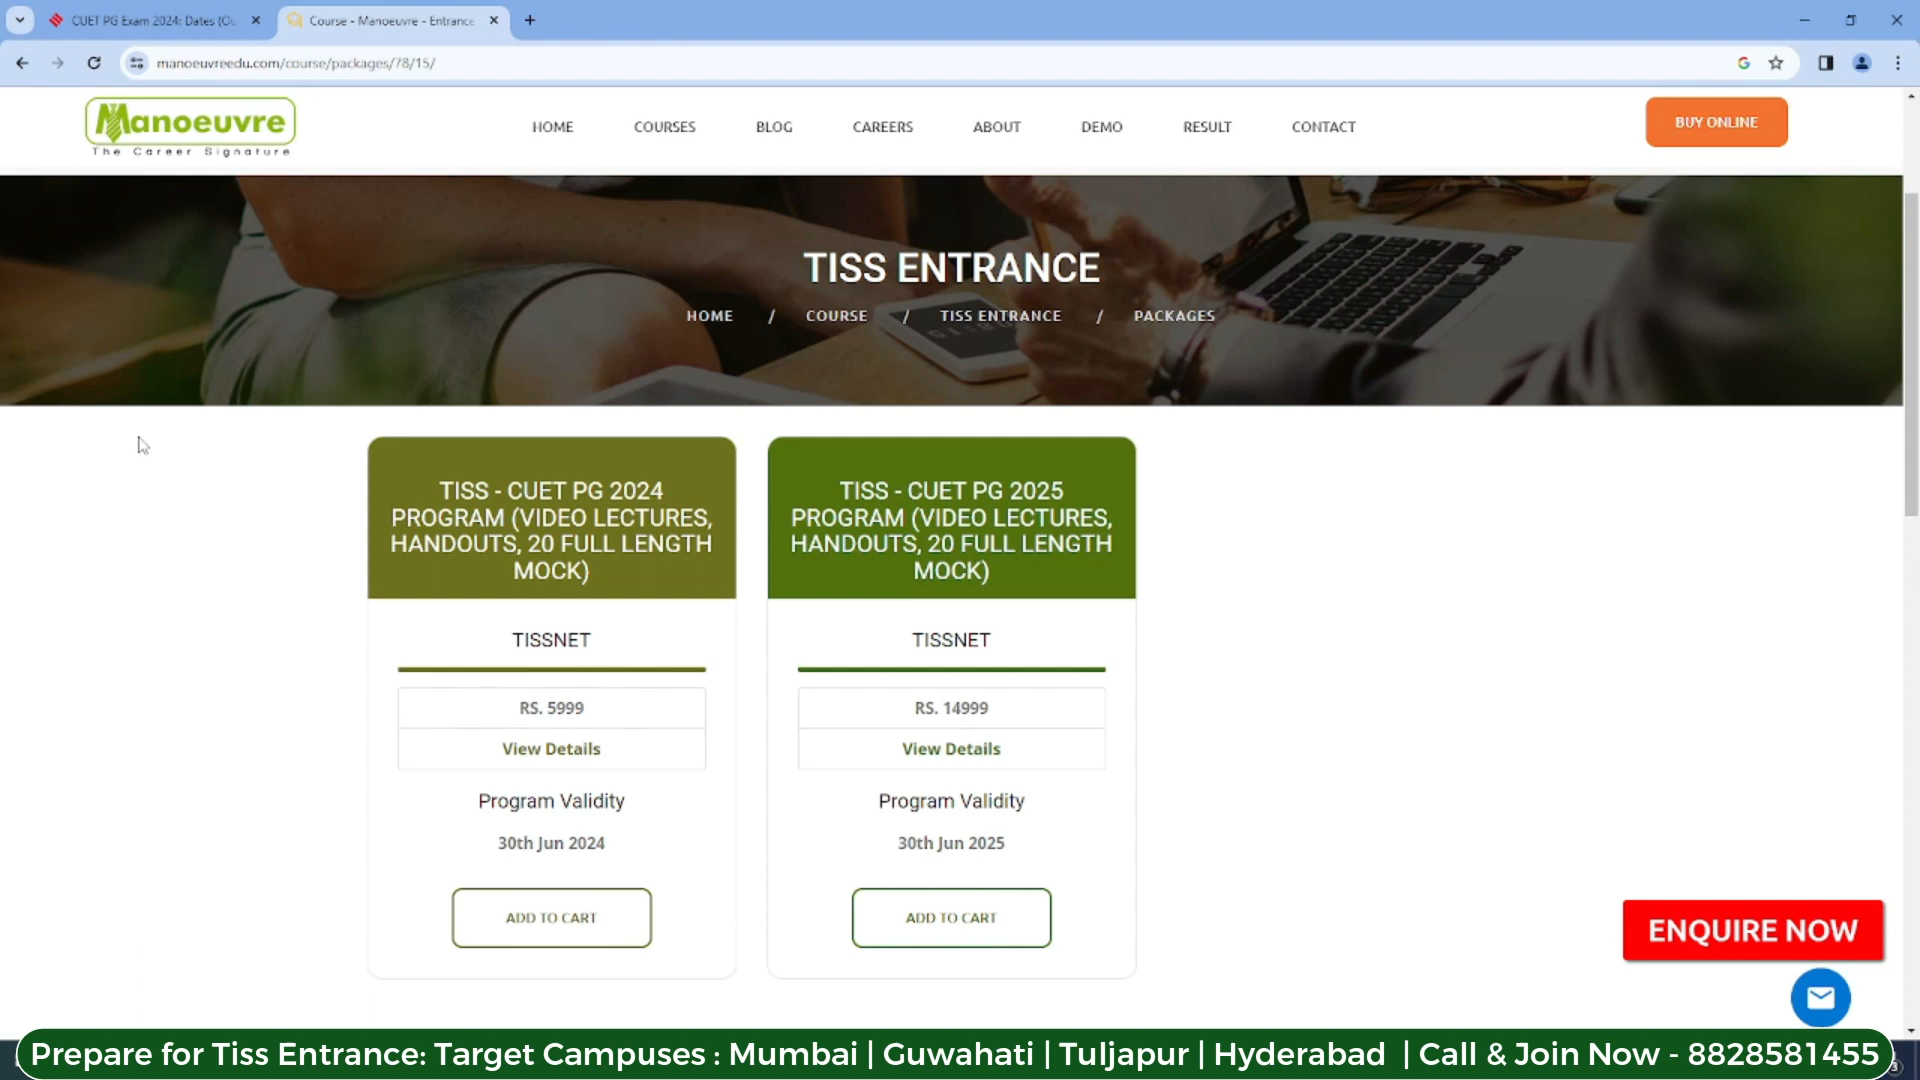 CUET PG Exam 2024: Dates (Ou
Course - Manoeuvre - Entrance
manoeuvreedu.com/course/packages/78/15/
Manoeuvre
The Career Signature
HOME
COURSES
BLOG
CAREERS
ABOUT
DEMO
RESULT
CONTACT
BUY ONLINE
TISS ENTRANCE
HOME / COURSE / TISS ENTRANCE / PACKAGES
TISS - CUET PG 2024
PROGRAM (VIDEO LECTURES,
HANDOUTS, 20 FULL LENGTH
MOCK)
TISSNET
RS. 5999
View Details
Program Validity
30th Jun 2024
ADD TO CART
TISS - CUET PG 2025
PROGRAM (VIDEO LECTURES,
HANDOUTS, 20 FULL LENGTH
MOCK)
TISSNET
RS. 14999
View Details
Program Validity
30th Jun 2025
ADD TO CART
ENQUIRE NOW
Prepare for Tiss Entrance: Target Campuses : Mumbai | Guwahati | Tuljapur | Hyderabad | Call & Join Now - 8828581455